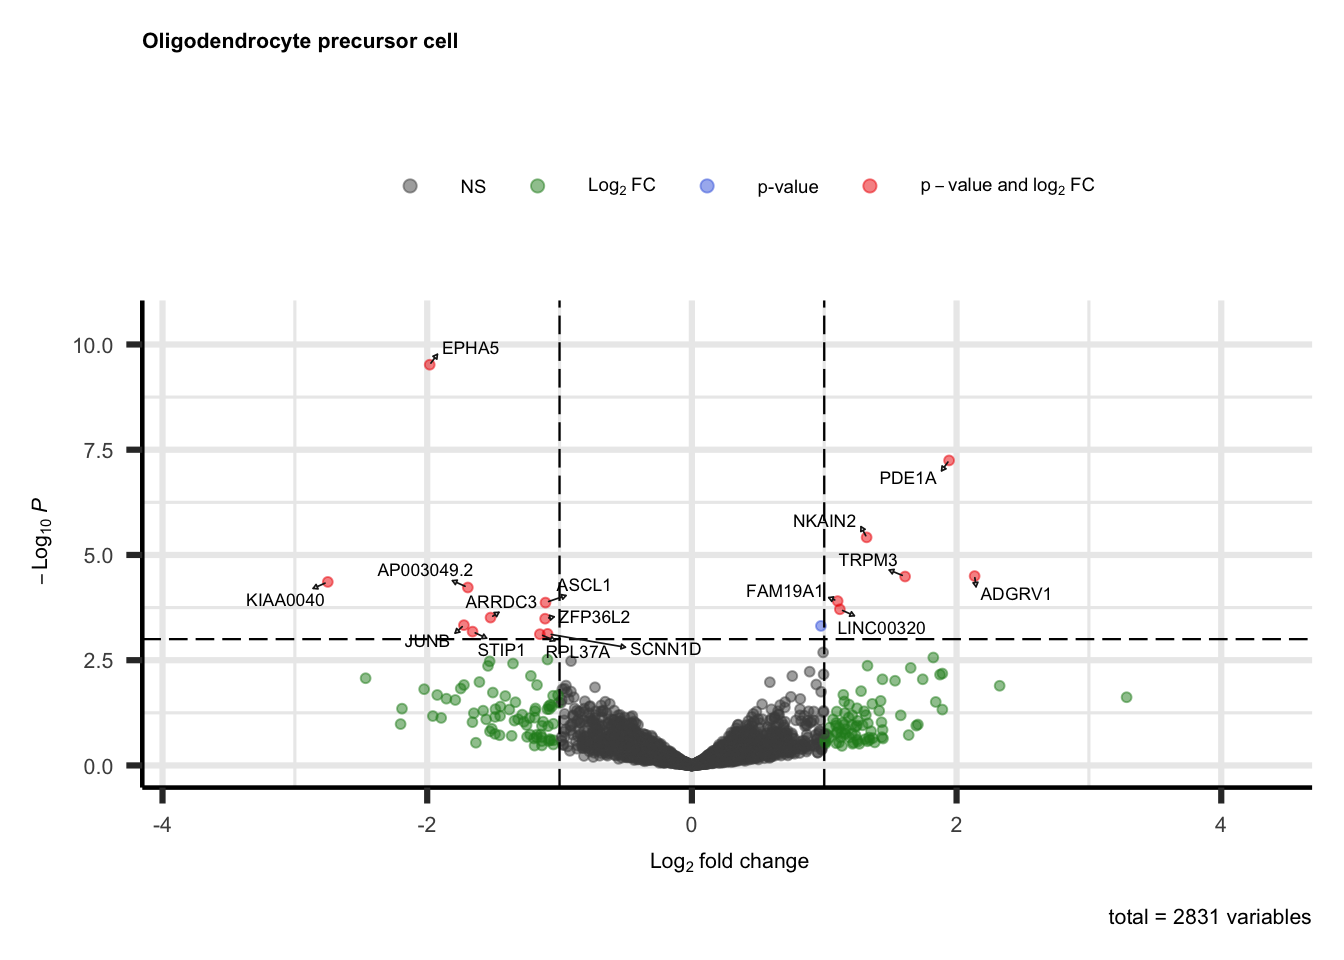 Oligodendrocyte precursor cell
NS
Log2 FC
p-value
p – value and log2 FC
– Log10 P
10.0
7.5
5.0
2.5
0.0
EPHA5
PDE1A
NKAIN2
TRPM3
AP003049.2
ASCL1
FAM19A1
ADGRV1
KIAA0040
ARRDC3
ZFP36L2
LINC00320
JUNB
STIP1
RPL37A
SCNN1D
-4
-2
0
2
4
Log2 fold change
total = 2831 variables